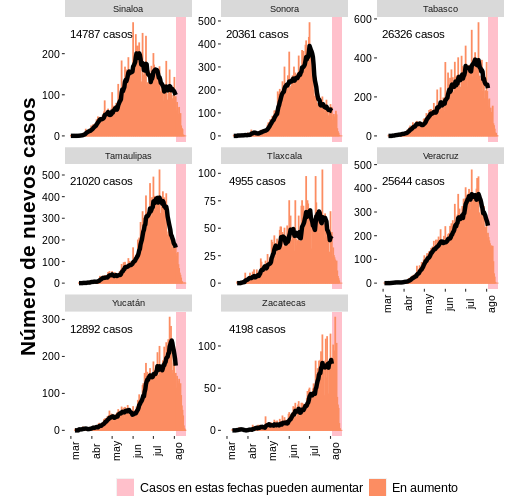 Número de nuevos casos
Sinaloa
Sonora
Tabasco
14787 casos
20361 casos
26326 casos
200
100
0
500
400
300
200
100
0
600
400
200
0
Tamaulipas
Tlaxcala
Veracruz
21020 casos
4955 casos
25644 casos
500
400
300
200
100
0
100
75
50
25
0
500
400
300
200
100
0
mar
abr
may
jun
jul
ago
Yucatán
Zacatecas
12892 casos
4198 casos
300
200
100
0
100
50
0
mar
abr
may
jun
jul
ago
mar
abr
may
jun
jul
ago
Casos en estas fechas pueden aumentar
En aumento